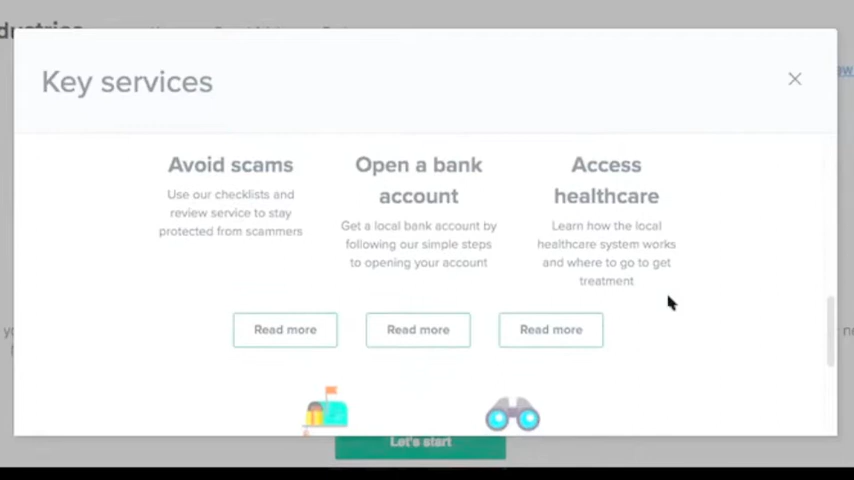 Key services
Avoid scams
Use our checklists and
review service to stay
protected from scammers
Open a bank
account
Get a local bank account by
following our simple steps
to opening your account
Access
healthcare
Learn how the local
healthcare system works
and where to go to get
treatment
Read more
Read more
Read more
Let's start